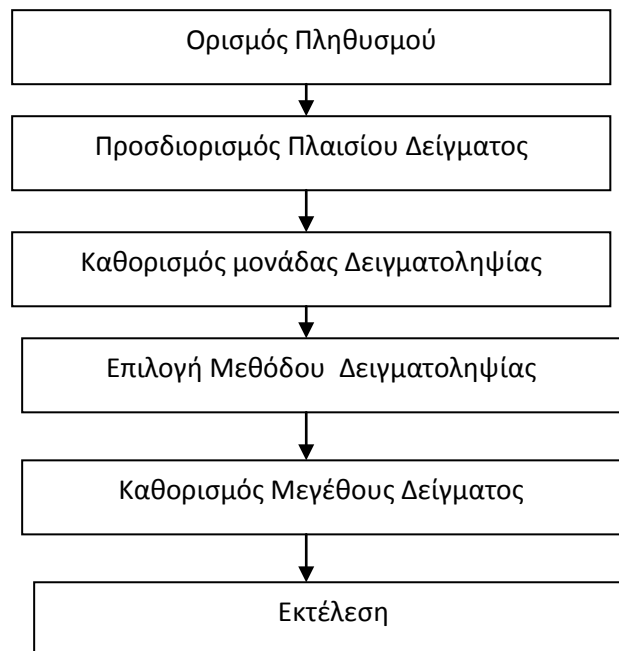 Ορισμός Πληθυσμού
Προσδιορισμός Πλαισίου Δείγματος
Καθορισμός μονάδας Δειγματοληψίας
Επιλογή Μεθόδου Δειγματοληψίας
Καθορισμός Μεγέθους Δείγματος
Εκτέλεση